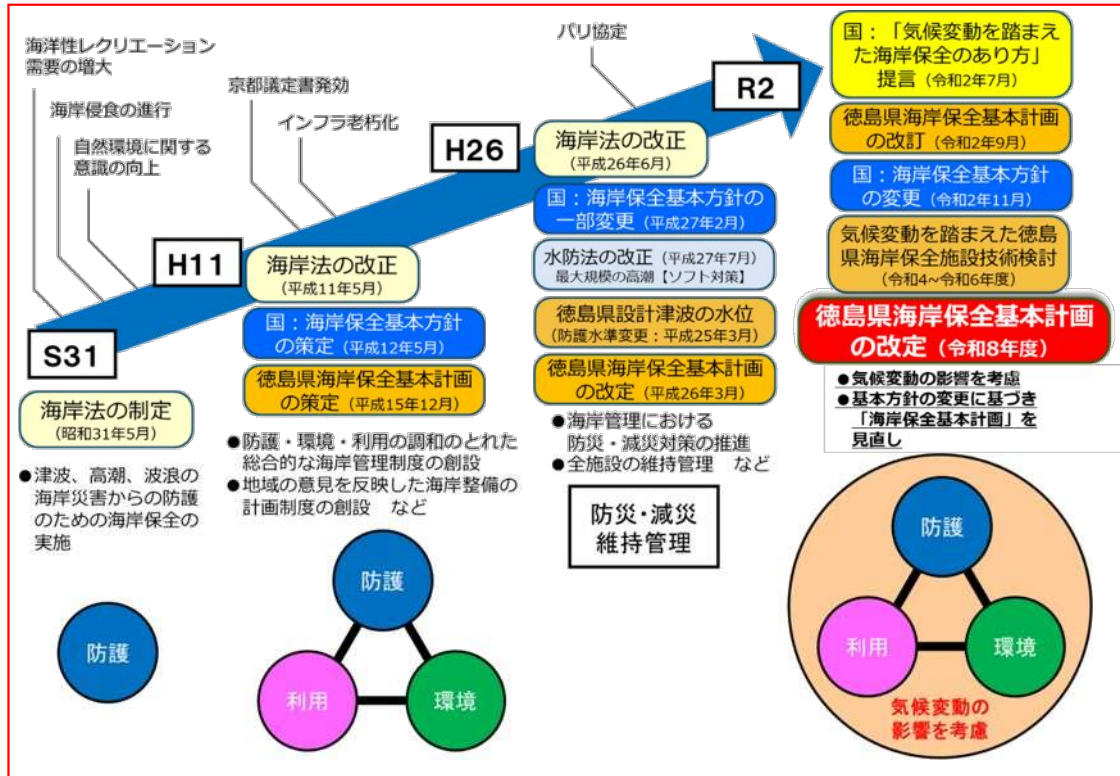 海洋性レクリエーション
需要の増大
海岸侵食の進行
自然環境に関する
意識の向上
京都議定書発効
インフラ老朽化
パリ協定
S31
海岸法の制定
(昭和31年5月)
●津波、高潮、波浪の
海岸災害からの防護
のための海岸保全の
実施
防護
H11
海岸法の改正
(平成11年5月)
国：海岸保全基本方針
の策定（平成12年5月）
徳島県海岸保全基本計画
の策定（平成15年12月）
●防護・環境・利用の調和のとれた
総合的な海岸管理制度の創設
●地域の意見を反映した海岸整備の
計画制度の創設　など
防護
利用
環境
H26
海岸法の改正
(平成26年6月)
国：海岸保全基本方針の
一部変更（平成27年2月）
水防法の改正（平成27年7月）
最大規模の高潮【ソフト対策】
徳島県設計津波の水位
(防護水準変更：平成25年3月)
徳島県海岸保全基本計画
の改定（平成26年3月）
●海岸管理における
防災・減災対策の推進
●全施設の維持管理　など
防災・減災
維持管理
R2
国：「気候変動を踏まえ
た海岸保全のあり方」
提言（令和2年7月）
徳島県海岸保全基本計画
の改訂（令和2年9月）
国：海岸保全基本方針
の変更（令和2年11月）
気候変動を踏まえた徳島
県海岸保全施設技術検討
(令和4~令和6年度)
徳島県海岸保全基本計画
の改定（令和8年度）
●気候変動の影響を考慮
●基本方針の変更に基づき
「海岸保全基本計画」を
見直し
防護
利用
環境
気候変動の
影響を考慮